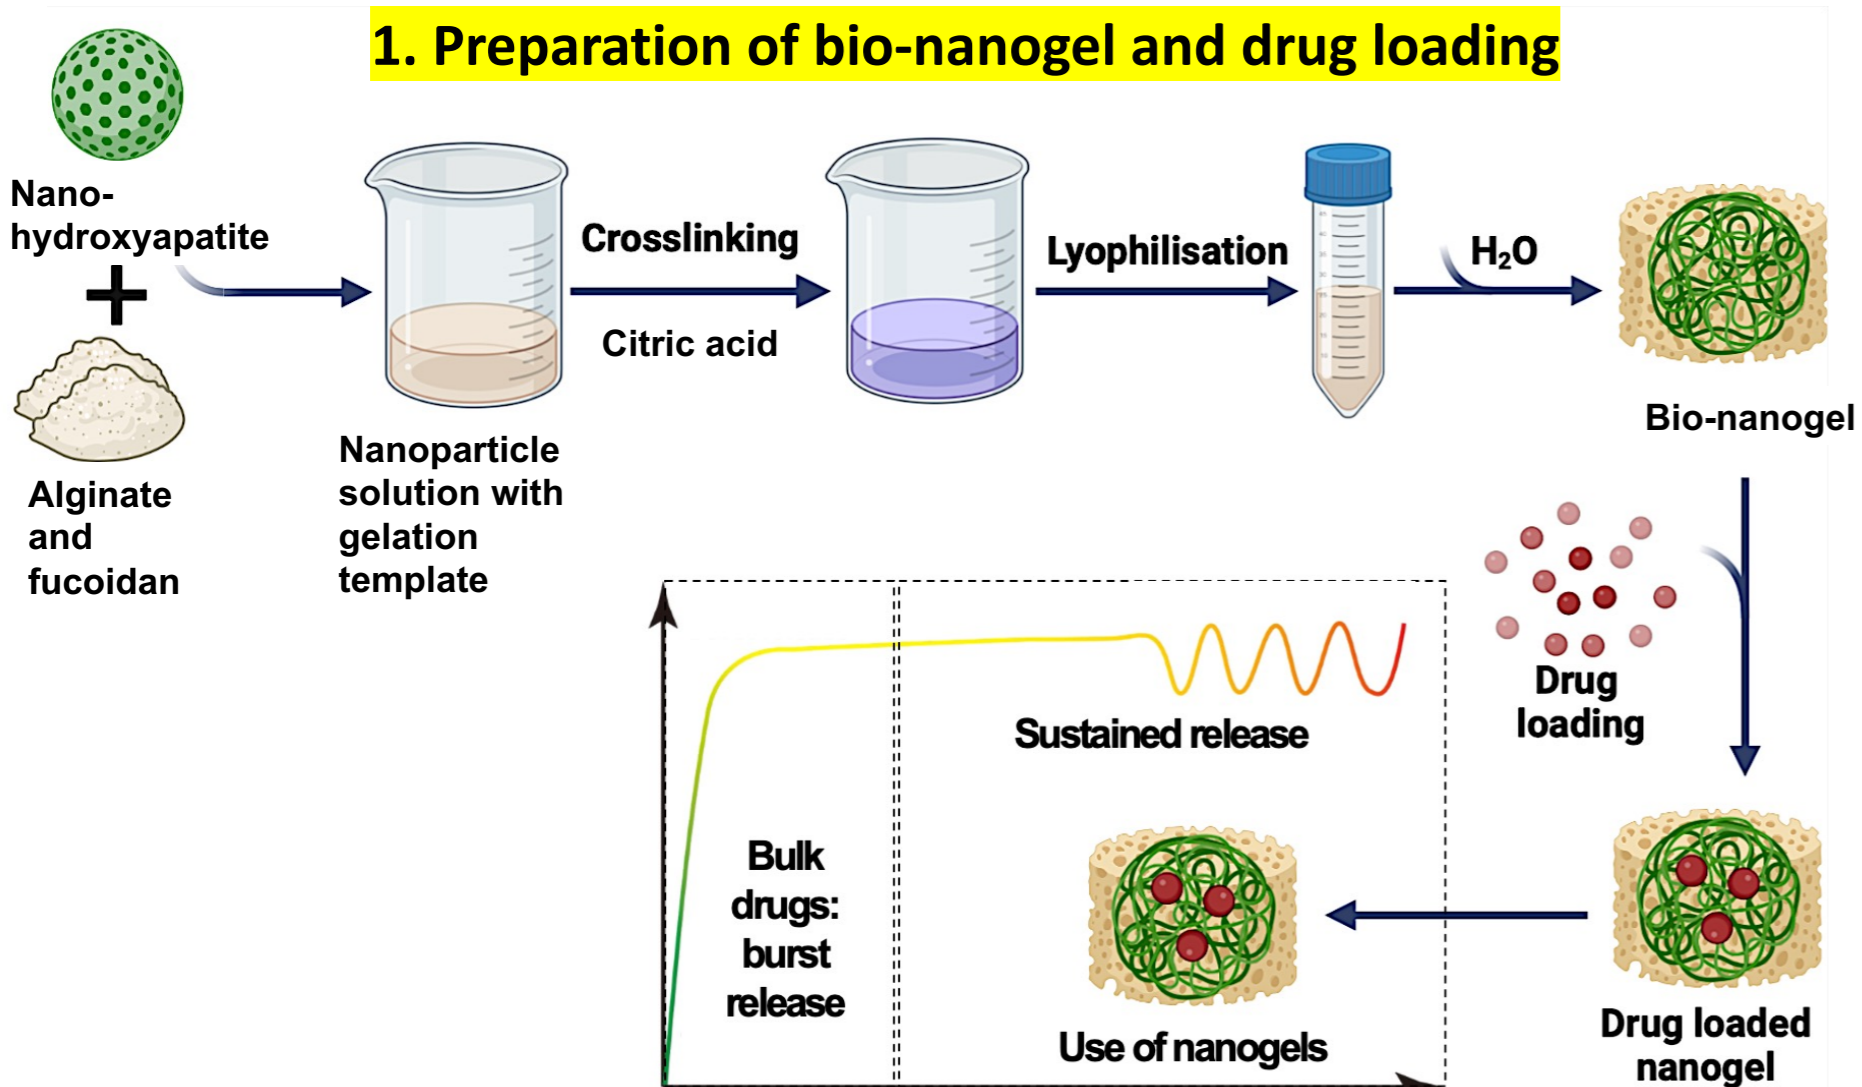 1. Preparation of bio-nanogel and drug loading
Nano-
hydroxyapatite
+
Alginate
and
fucoidan
Nanoparticle
solution with
gelation
template
Crosslinking
Citric acid
Lyophilisation
H₂O
Bio-nanogel
Drug
loading
Drug loaded
nanogel
Sustained release
Bulk
drugs:
burst
release
Use of nanogels